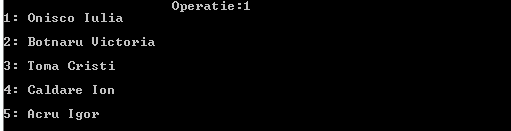 Operatie:1
1: Onisco Iulia
2: Botnaru Victoria
3: Toma Cristi
4: Caldare Ion
5: Acru Igor